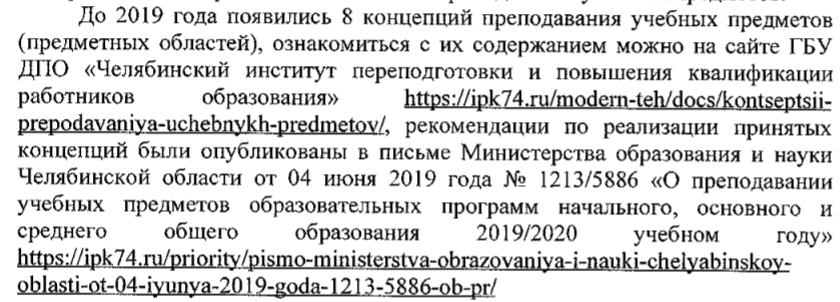 До 2019 года появились 8 концепций преподавания учебных предметов
(предметных областей), ознакомиться с их содержанием можно на сайте ГБУ
ДПО «Челябинский институт переподготовки и повышения квалификации
работников образования» https://ipk74.ru/modern-teh/docs/kontseptsii-
prepodavaniya-uchebnykh-predmetov/, рекомендации по реализации принятых
концепций были опубликованы в письме Министерства образования и науки
Челябинской области от 04 июня 2019 года № 1213/5886 «О преподавании
учебных предметов образовательных программ начального, основного и
среднего общего образования 2019/2020 учебном году»
https://ipk74.ru/priority/pismo-ministerstva-obrazovaniya-i-nauki-chelyabinskoy-
oblasti-ot-04-iyunya-2019-goda-1213-5886-ob-pr/